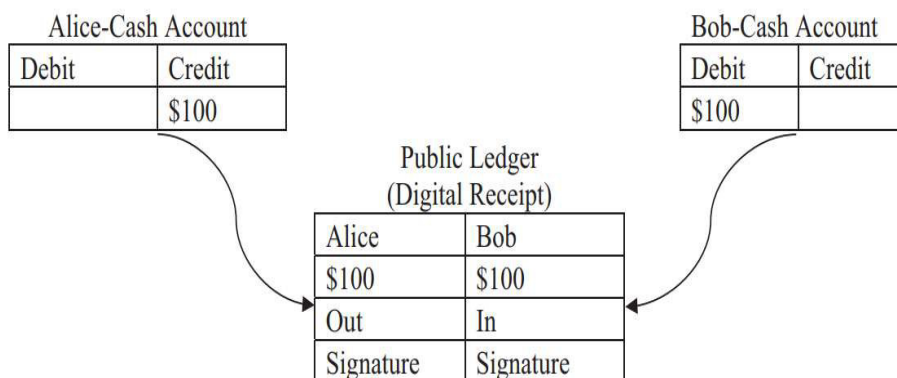 Alice-Cash Account
Debit Credit
$100
Bob-Cash Account
Debit Credit
$100
Public Ledger
(Digital Receipt)
Alice Bob
$100 $100
Out In
Signature Signature